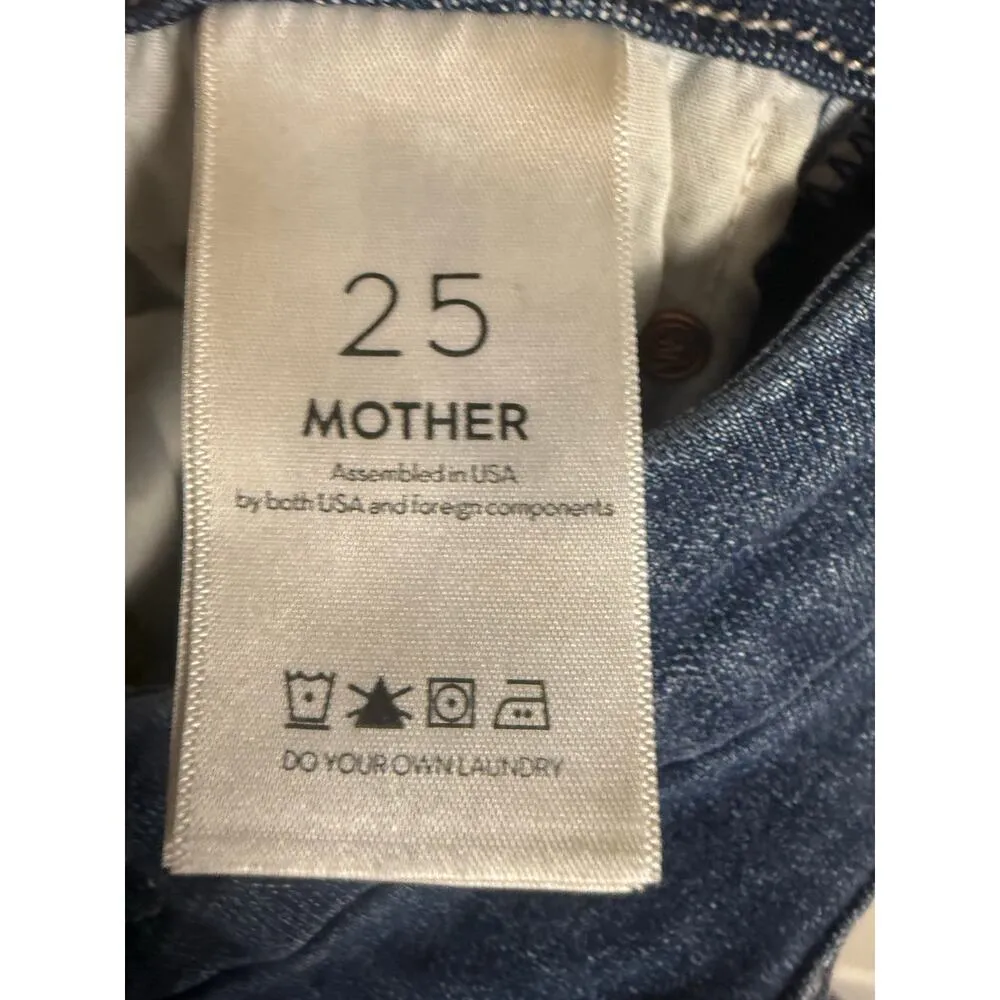 25
MOTHER
Assembled in USA
by both USA and foreign components
DO YOUR OWN LAUNDRY